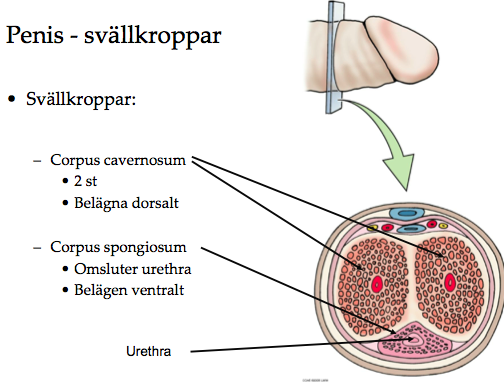 Penis - svällkroppar
• Svällkroppar:
– Corpus cavernosum
• 2 st
• Belägna dorsalt
– Corpus spongiosum
• Omsluter urethra
• Belägen ventralt
Urethra